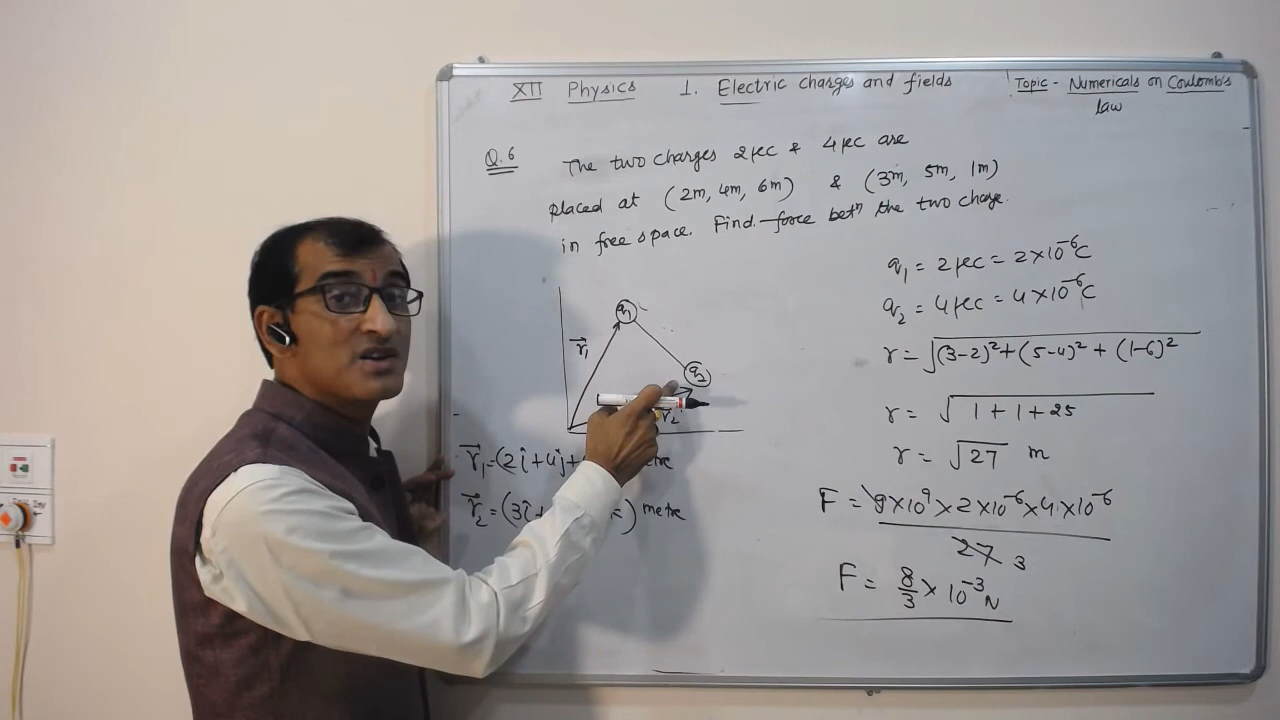 XII Physics 1. Electric charges and fields Topic - Numericals on Coulomb's law
Q.6 The two charges 2μc & 4μc are
placed at (2m, 4m, 6m) & (3m, 5m, 1m)
in free space. Find force betⁿ the two charge.
q₁ = 2μc = 2×10⁻⁶C
q₂ = 4μc = 4×10⁻⁶C
r = √(3-2)²+(5-4)²+(1-6)²
r = √1+1+25
r = √27 m
F = 9×10⁹×2×10⁻⁶×4×10⁻⁶
27 3
F = 8/3 × 10⁻³ N
q₁
r₁
q₂
r₂
r₁=(2î+4ĵ+
r₂=(3î+ ) metre